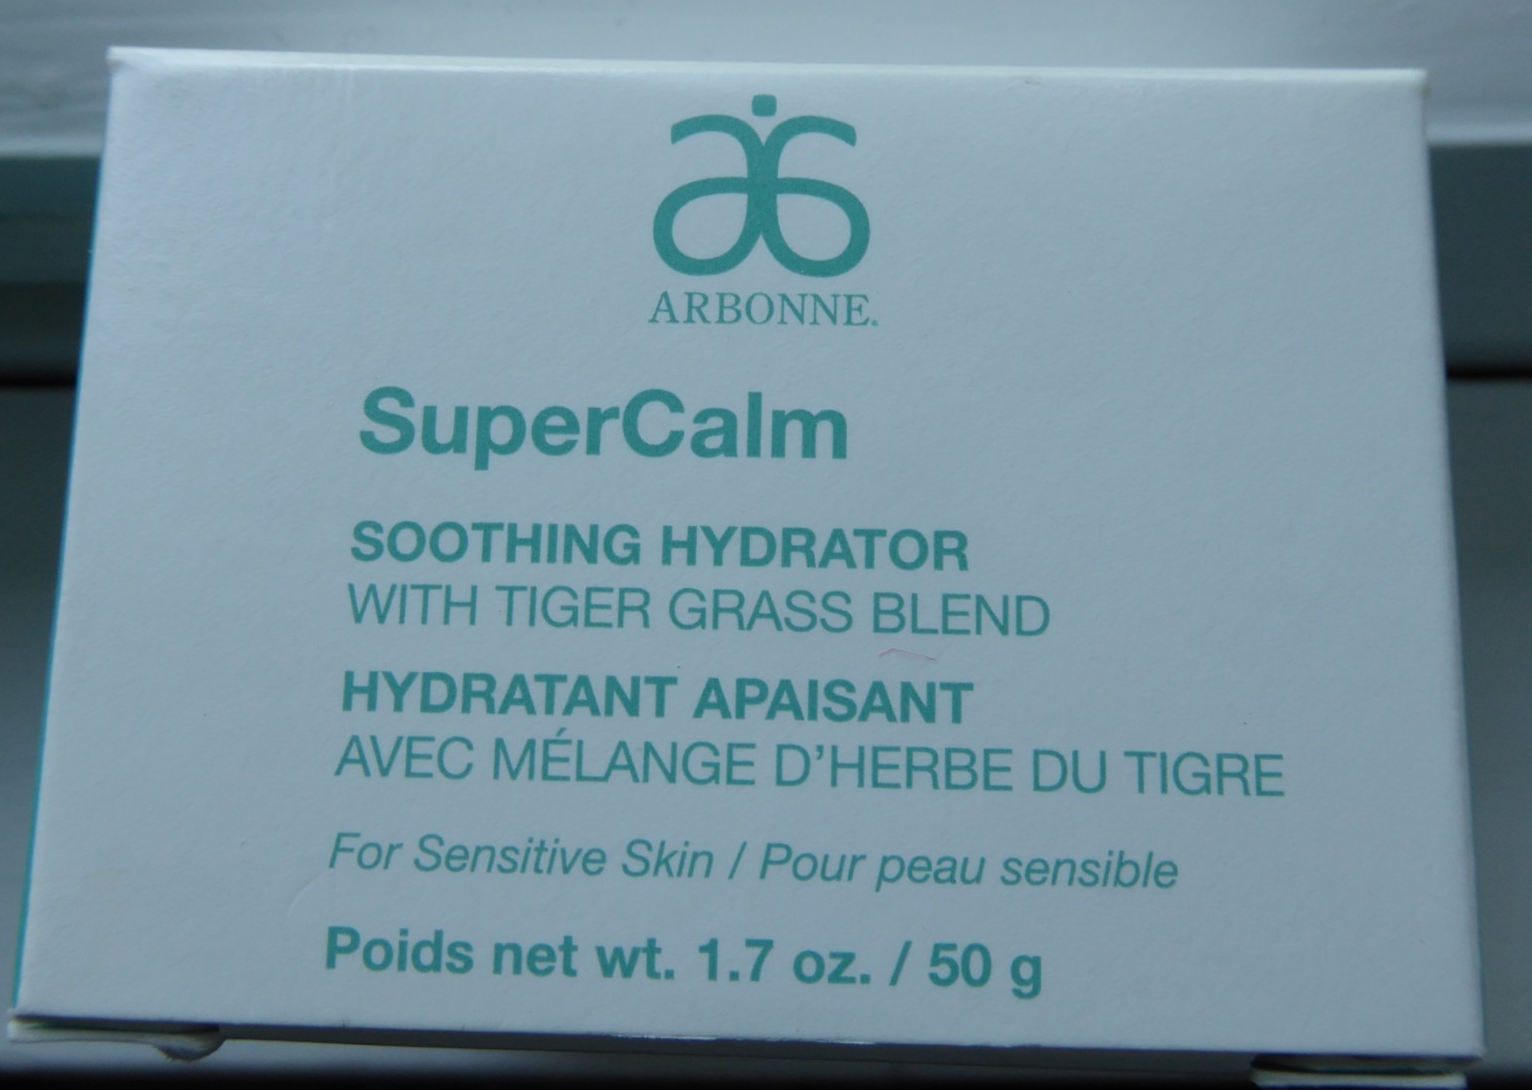 ARBONNE.
SuperCalm
SOOTHING HYDRATOR
WITH TIGER GRASS BLEND
HYDRATANT APAISANT
AVEC MÉLANGE D'HERBE DU TIGRE
For Sensitive Skin / Pour peau sensible
Poids net wt. 1.7 oz. / 50 g